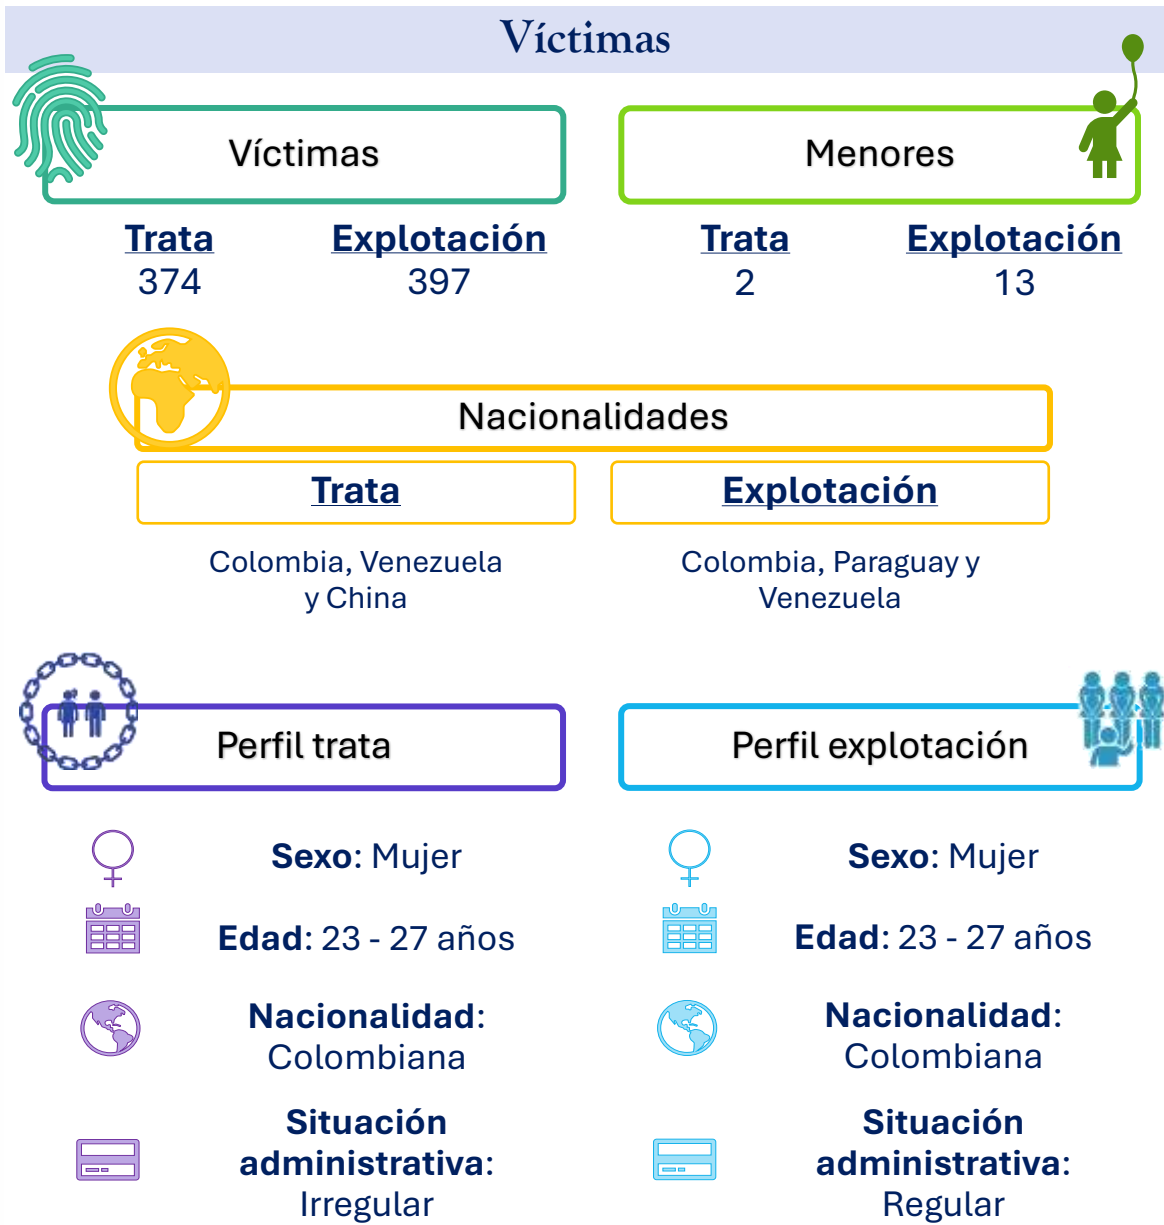 Víctimas
Víctimas
Menores
Trata
Explotación
Trata
Explotación
374
397
2
13
Nacionalidades
Trata
Explotación
Colombia, Venezuela
y China
Colombia, Paraguay y
Venezuela
Perfil trata
Perfil explotación
Sexo: Mujer
Edad: 23 - 27 años
Nacionalidad:
Colombiana
Situación
administrativa:
Irregular
Sexo: Mujer
Edad: 23 - 27 años
Nacionalidad:
Colombiana
Situación
administrativa:
Regular